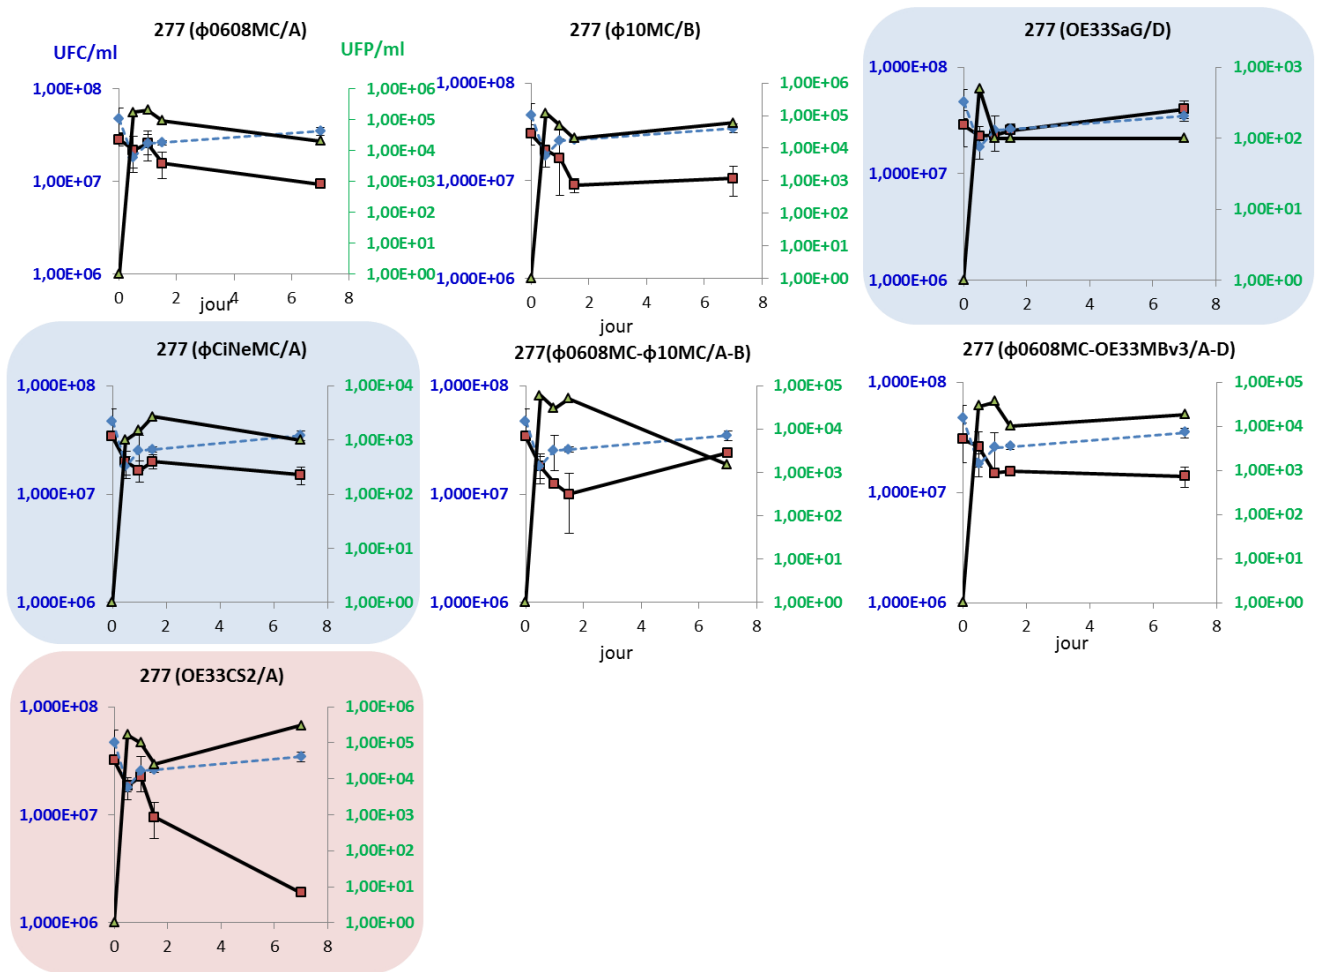 277 (ϕ0608MC/A)
UFC/ml
UFP/ml
1,00E+08
1,00E+07
1,00E+06
1,00E+06
1,00E+05
1,00E+04
1,00E+03
1,00E+02
1,00E+01
1,00E+00
0 2 4 6 8
jour
277 (ϕ10MC/B)
1,000E+08
1,000E+07
1,000E+06
1,00E+06
1,00E+05
1,00E+04
1,00E+03
1,00E+02
1,00E+01
1,00E+00
0 2 4 6 8
jour
277 (OE33SaG/D)
1,000E+08
1,000E+07
1,000E+06
1,00E+03
1,00E+02
1,00E+01
1,00E+00
0 2 4 6 8
277 (ϕCiNeMC/A)
1,000E+08
1,000E+07
1,000E+06
1,00E+04
1,00E+03
1,00E+02
1,00E+01
1,00E+00
0 2 4 6 8
277(ϕ0608MC-ϕ10MC/A-B)
1,000E+08
1,000E+07
1,000E+06
1,00E+05
1,00E+04
1,00E+03
1,00E+02
1,00E+01
1,00E+00
0 2 4 6 8
jour
277 (ϕ0608MC-OE33MBv3/A-D)
1,000E+08
1,000E+07
1,000E+06
1,00E+05
1,00E+04
1,00E+03
1,00E+02
1,00E+01
1,00E+00
0 2 4 6 8
jour
277 (OE33CS2/A)
1,000E+08
1,000E+07
1,000E+06
1,00E+06
1,00E+05
1,00E+04
1,00E+03
1,00E+02
1,00E+01
1,00E+00
0 2 4 6 8